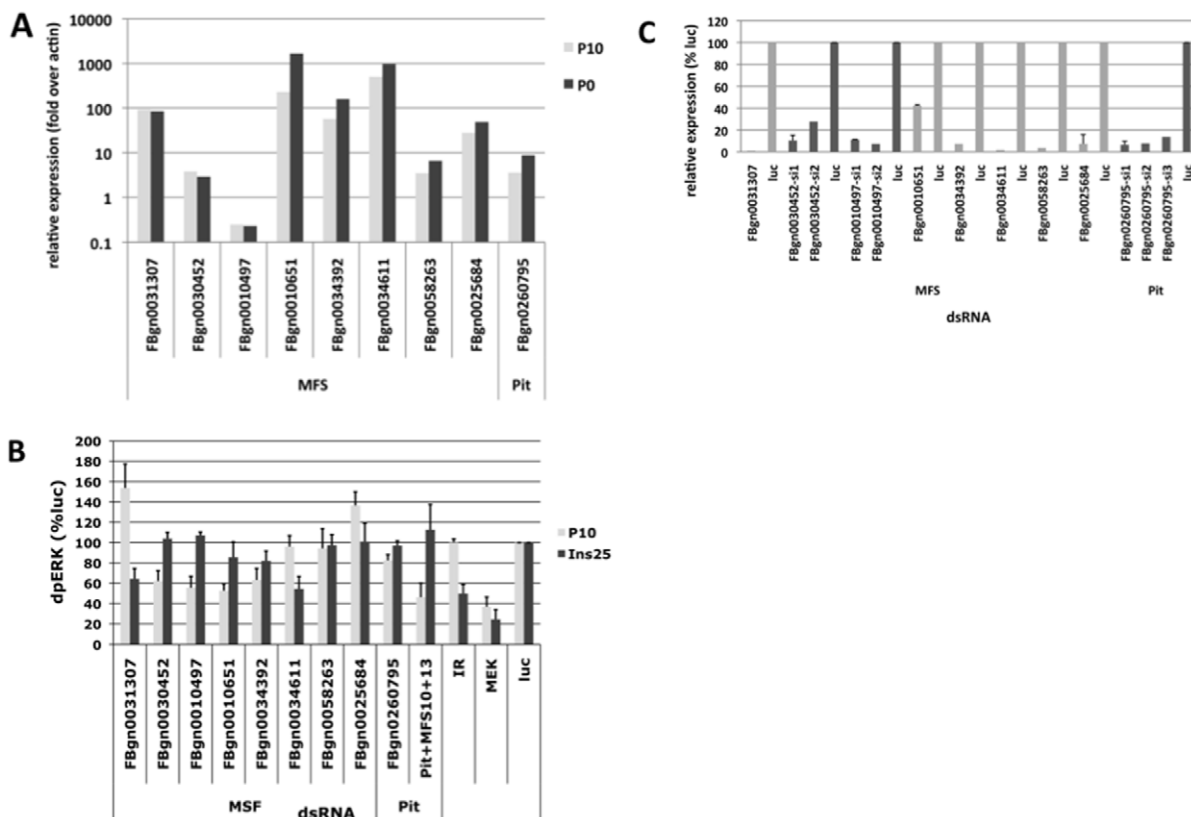 A
relative expression (fold over actin)
10000
1000
100
10
1
0.1
P10
P0
FBgn0031307
FBgn0030452
FBgn0010497
FBgn0010651
FBgn0034392
FBgn0034611
FBgn0058263
FBgn0025684
FBgn0260795
MFS
Pit
C
relative expression (% luc)
120
100
80
60
40
20
0
FBgn0031307
luc
FBgn0030452-si1
FBgn0030452-si2
luc
FBgn0010497-si1
FBgn0010497-si2
luc
FBgn0010651
luc
FBgn0034392
luc
FBgn0034611
luc
FBgn0058263
luc
FBgn0025684
luc
FBgn0260795-si1
FBgn0260795-si2
FBgn0260795-si3
luc
MFS
Pit
dsRNA
B
dpERK (%luc)
200
180
160
140
120
100
80
60
40
20
0
P10
Ins25
FBgn0031307
FBgn0030452
FBgn0010497
FBgn0010651
FBgn0034392
FBgn0034611
FBgn0058263
FBgn0025684
FBgn0260795
Pit+MFS10+13
IR
MEK
luc
MSF
dsRNA
Pit